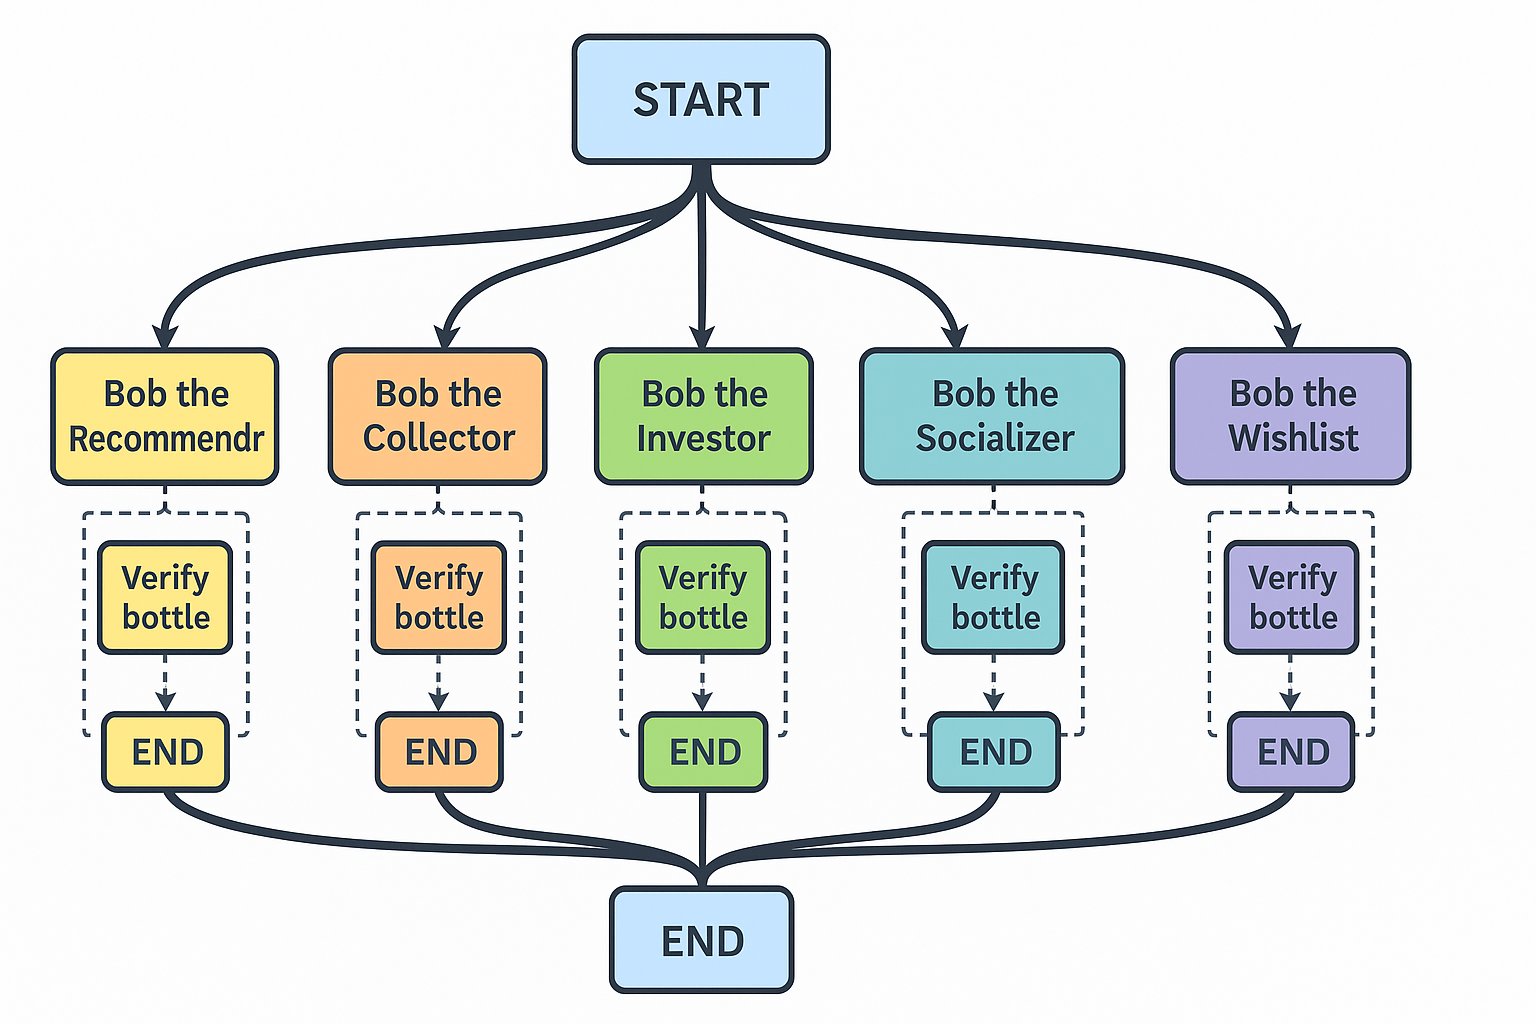 START
Bob the
Recommendr
Bob the
Collector
Bob the
Investor
Bob the
Socializer
Bob the
Wishlist
Verify
bottle
Verify
bottle
Verify
bottle
Verify
bottle
Verify
bottle
END
END
END
END
END
END